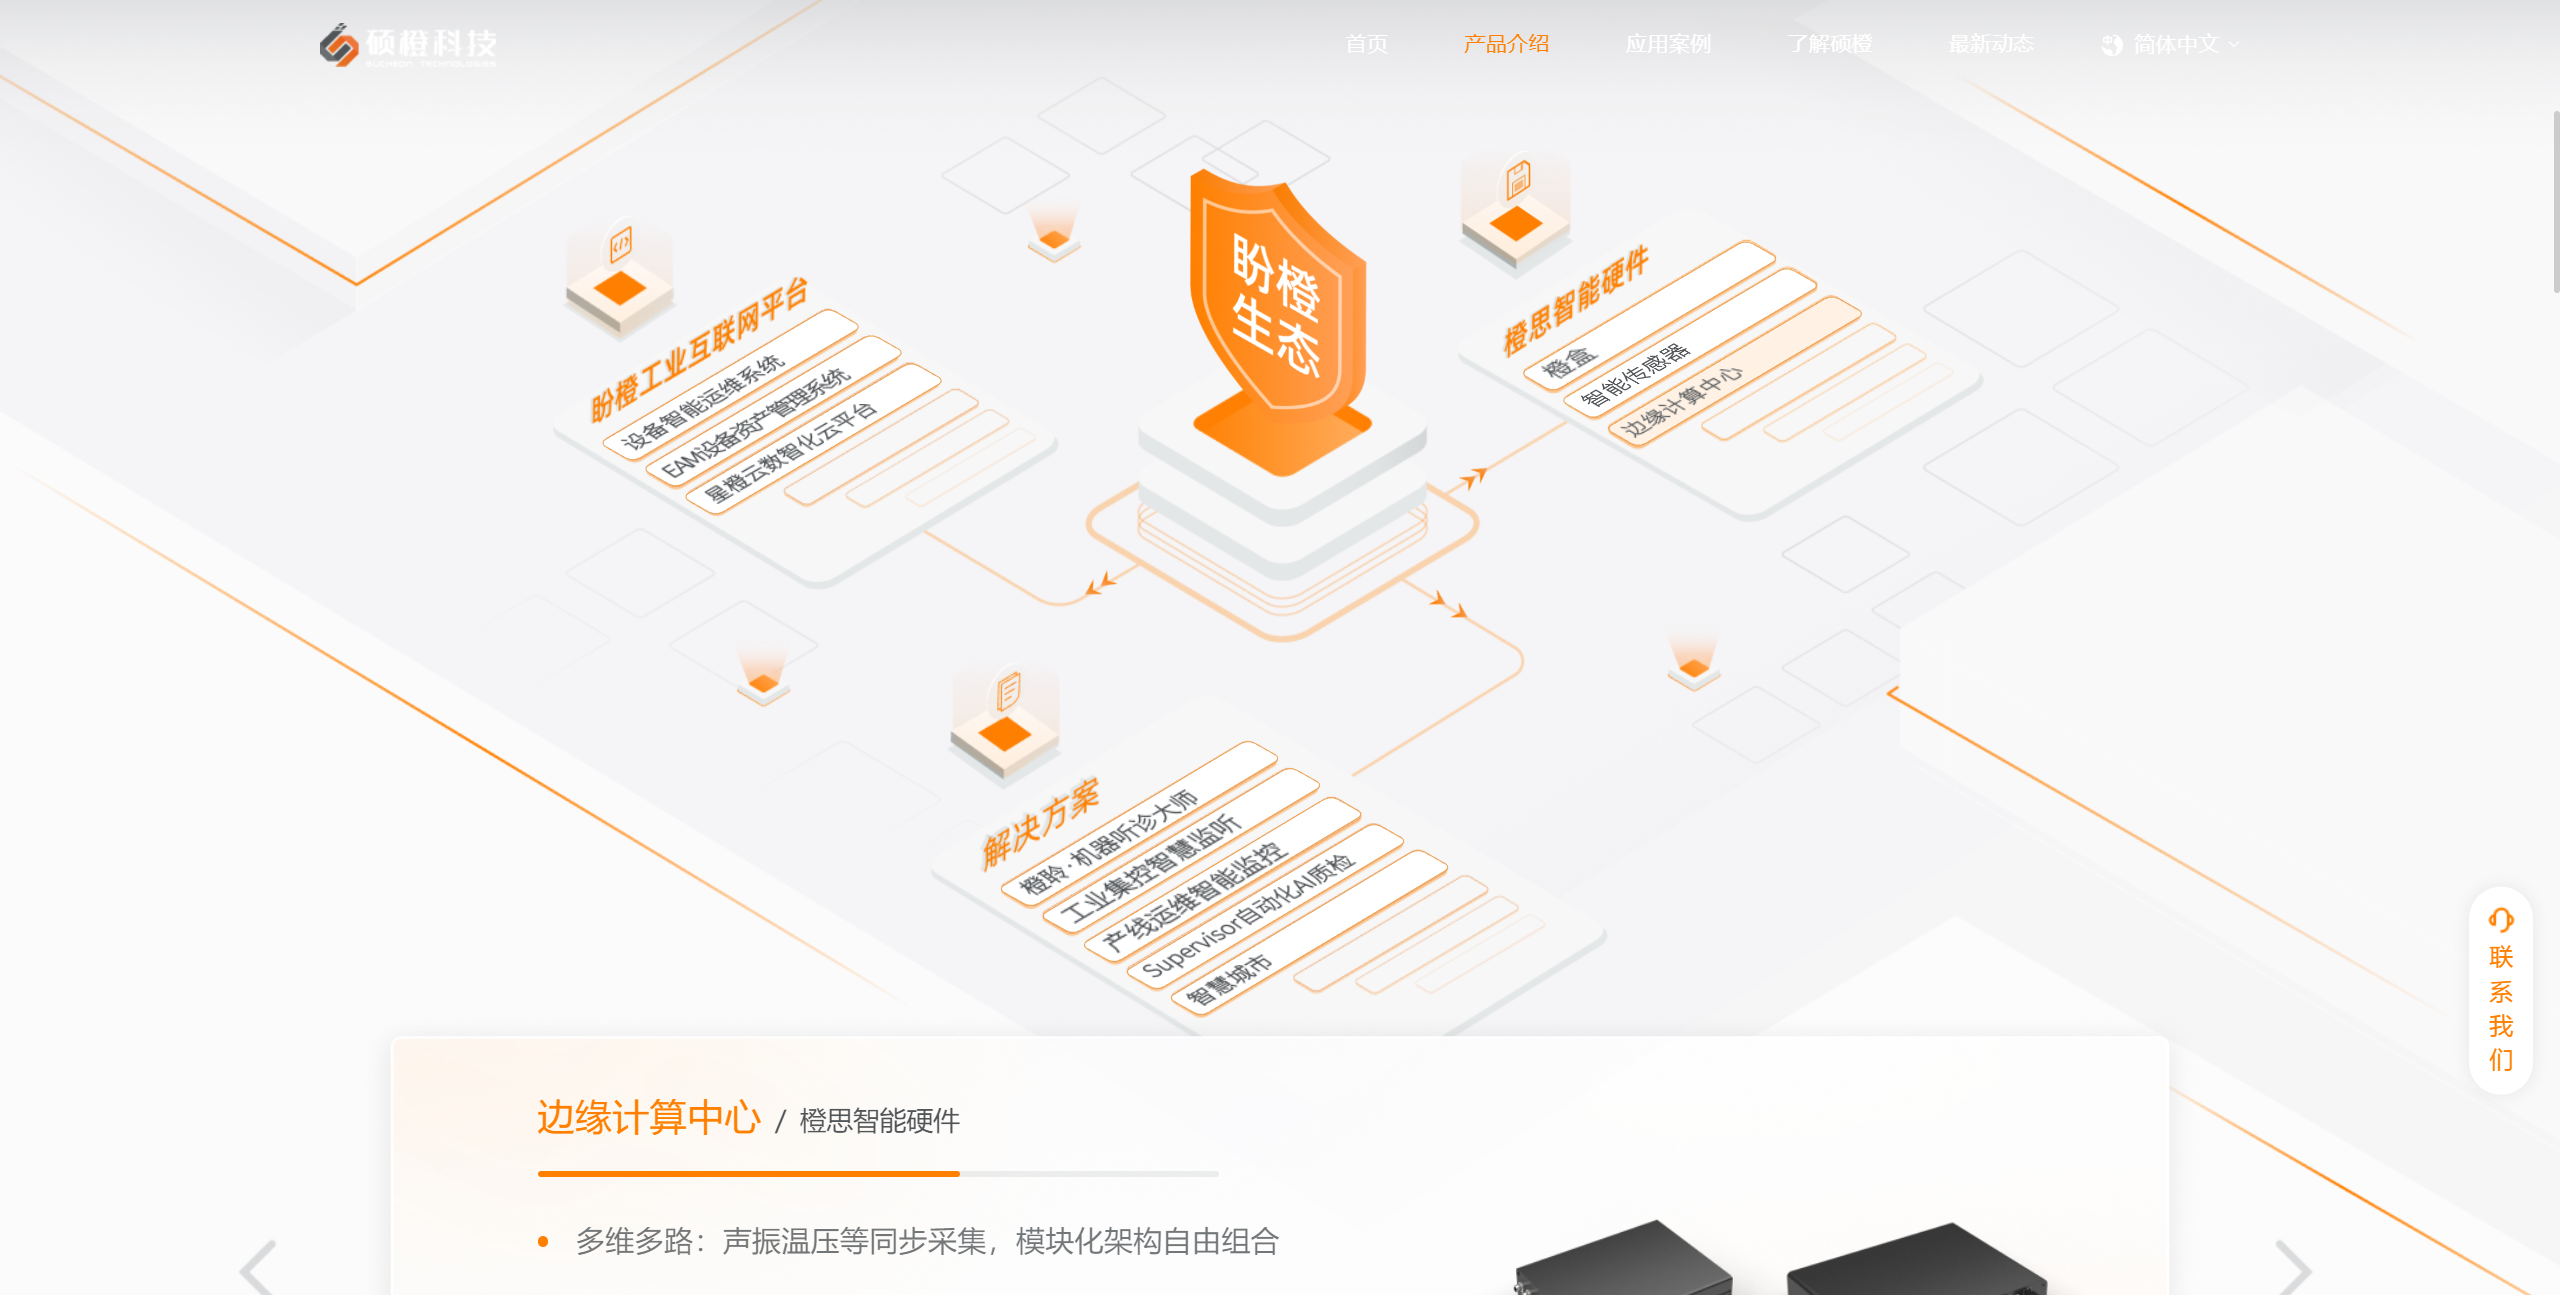 硕橙科技
SUCHEON TECHNOLOGIES
首页
产品介绍
应用案例
了解硕橙
最新动态
简体中文
盼橙
生态
盼橙工业互联网平台
设备智能运维系统
EAM设备资产管理系统
星橙云数智化云平台
橙思智能硬件
橙盒
智能传感器
边缘计算中心
解决方案
橙聆·机器听诊大师
工业集控智慧监听
产线运维智能监控
Supervisor自动化AI质检
智慧城市
联系我们
边缘计算中心 / 橙思智能硬件
多维多路：声振温压等同步采集，模块化架构自由组合